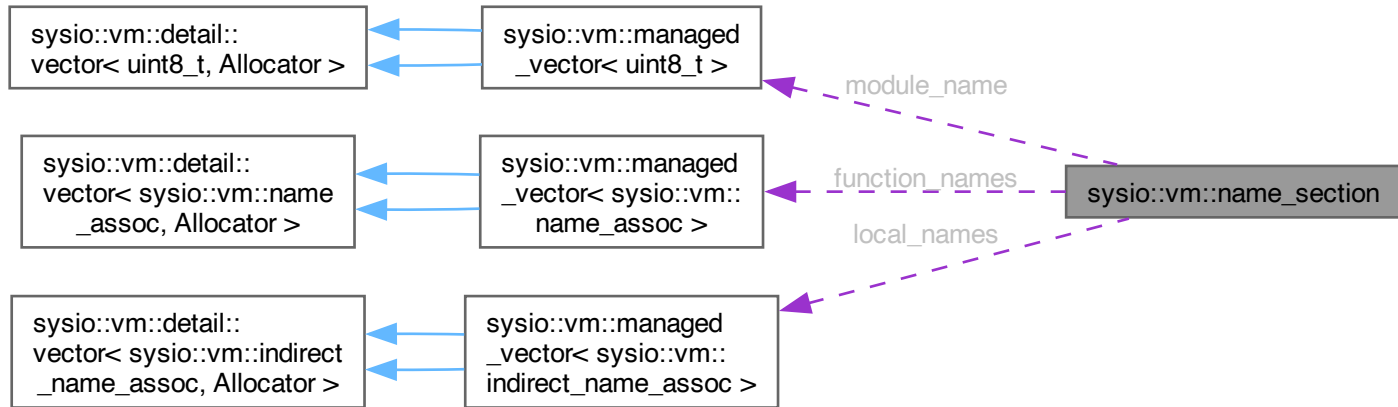 sysio::vm::detail::
vector< uint8_t, Allocator >
sysio::vm::managed
_vector< uint8_t >
module_name
sysio::vm::detail::
vector< sysio::vm::name
_assoc, Allocator >
sysio::vm::managed
_vector< sysio::vm::
name_assoc >
function_names
sysio::vm::name_section
local_names
sysio::vm::detail::
vector< sysio::vm::indirect
_name_assoc, Allocator >
sysio::vm::managed
_vector< sysio::vm::
indirect_name_assoc >